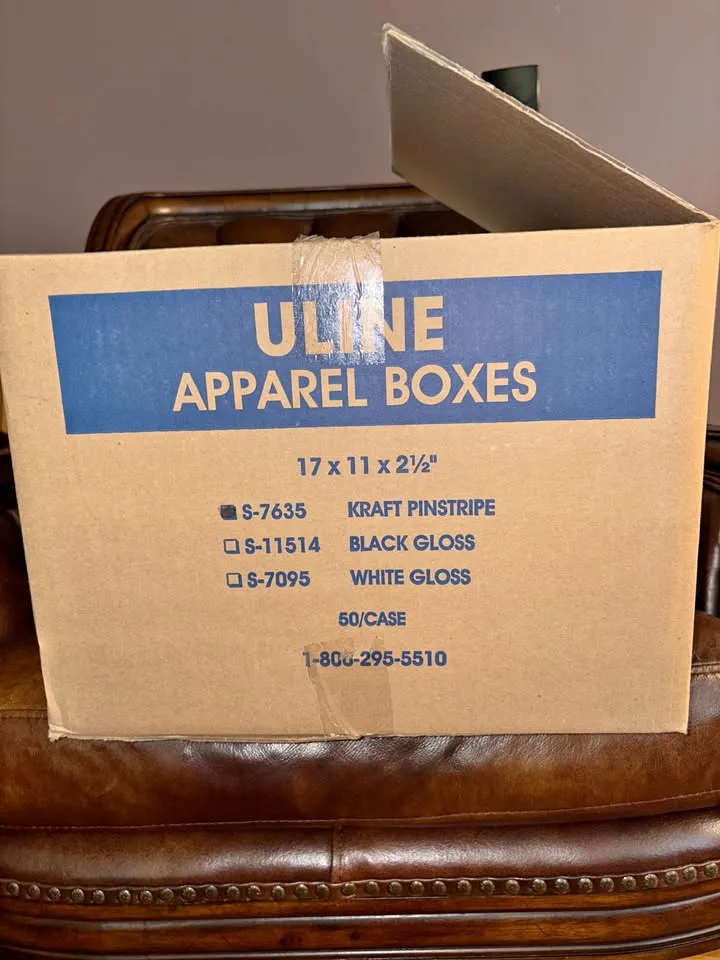 ULINE
APPAREL BOXES
17 x 11 x 2½"
S-7635 KRAFT PINSTRIPE
S-11514 BLACK GLOSS
S-7095 WHITE GLOSS
50/CASE
1-800-295-5510